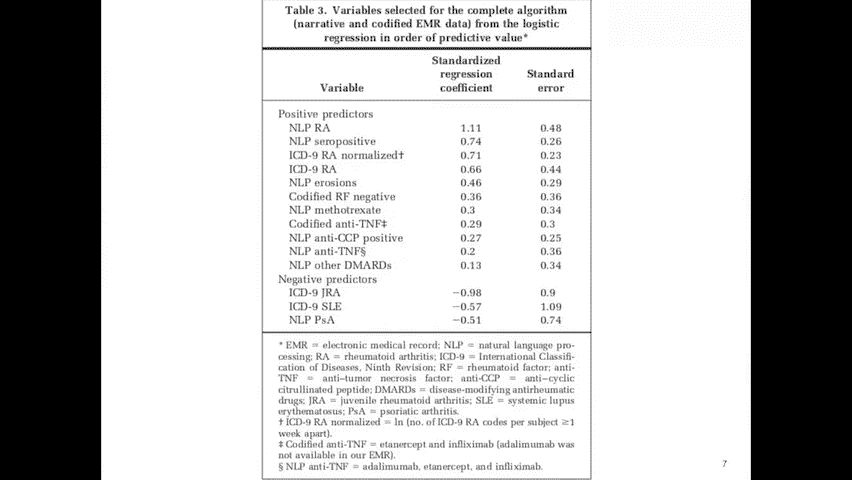 Table 3. Variables selected for the complete algorithm
(narrative and codified EMR data) from the logistic
regression in order of predictive value*
Variable Standardized regression coefficient Standard error
Positive predictors
NLP RA 1.11 0.48
NLP seropositive 0.74 0.26
ICD-9 RA normalized† 0.71 0.23
ICD-9 RA 0.66 0.44
NLP erosions 0.46 0.29
Codified RF negative 0.36 0.36
NLP methotrexate 0.3 0.34
Codified anti-TNF‡ 0.29 0.3
NLP anti-CCP positive 0.27 0.25
NLP anti-TNF§ 0.2 0.36
NLP other DMARDs 0.13 0.34
Negative predictors
ICD-9 JRA −0.98 0.9
ICD-9 SLE −0.57 1.09
NLP PsA −0.51 0.74
* EMR = electronic medical record; NLP = natural language pro-
cessing; RA = rheumatoid arthritis; ICD-9 = International Classifi-
cation of Diseases, Ninth Revision; RF = rheumatoid factor; anti-
TNF = anti–tumor necrosis factor; anti-CCP = anti–cyclic
citrullinated peptide; DMARDs = disease-modifying antirheumatic
drugs; JRA = juvenile rheumatoid arthritis; SLE = systemic lupus
erythematosus; PsA = psoriatic arthritis.
† ICD-9 RA normalized = ln (no. of ICD-9 RA codes per subject ≥1
week apart).
‡ Codified anti-TNF = etanercept and infliximab (adalimumab was
not available in our EMR).
§ NLP anti-TNF = adalimumab, etanercept, and infliximab.
7